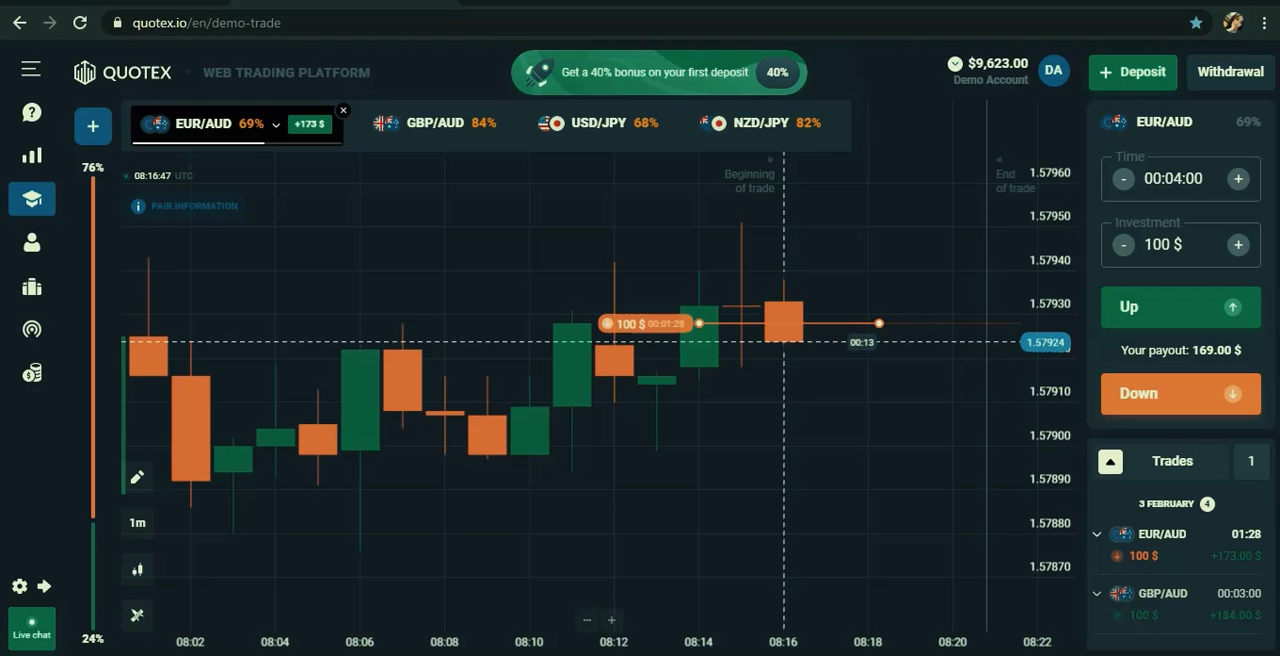 quotex.io/en/demo-trade
QUOTEX
WEB TRADING PLATFORM
Get a 40% bonus on your first deposit
40%
$9,623.00
Demo Account
DA
+ Deposit
Withdrawal
+
EUR/AUD 69%
+173 $
GBP/AUD 84%
USD/JPY 68%
NZD/JPY 82%
76%
08:16:47 UTC
PAIR INFORMATION
Beginning
of trade
End
of trade
1.57960
1.57950
1.57940
1.57930
1.57924
1.57910
1.57900
1.57890
1.57880
1.57870
100 $ 00:01:28
00:13
1m
- +
24%
08:02
08:04
08:06
08:08
08:10
08:12
08:14
08:16
08:18
08:20
08:22
Live chat
EUR/AUD 69%
Time
- 00:04:00 +
Investment
- 100 $ +
Up
Your payout: 169.00 $
Down
Trades 1
3 FEBRUARY 4
EUR/AUD 01:28
100 $ +173.00 $
GBP/AUD 00:03:00
100 $ +184.00 $